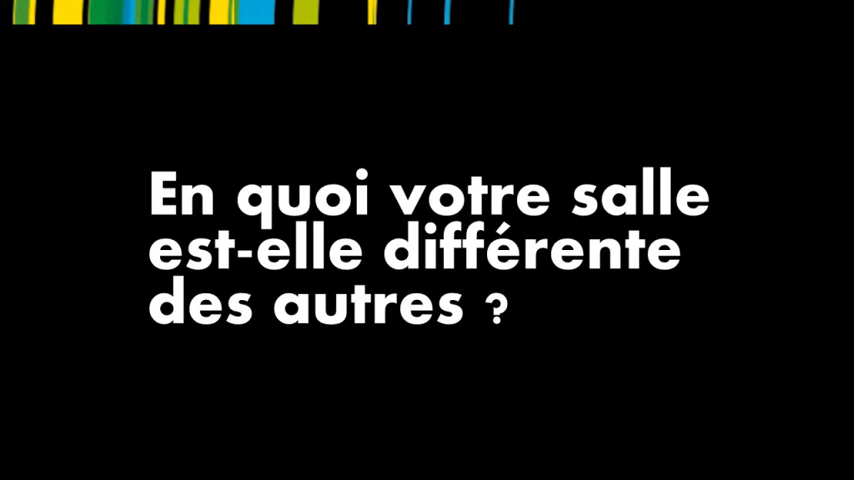 En quoi votre salle
est-elle différente
des autres ?